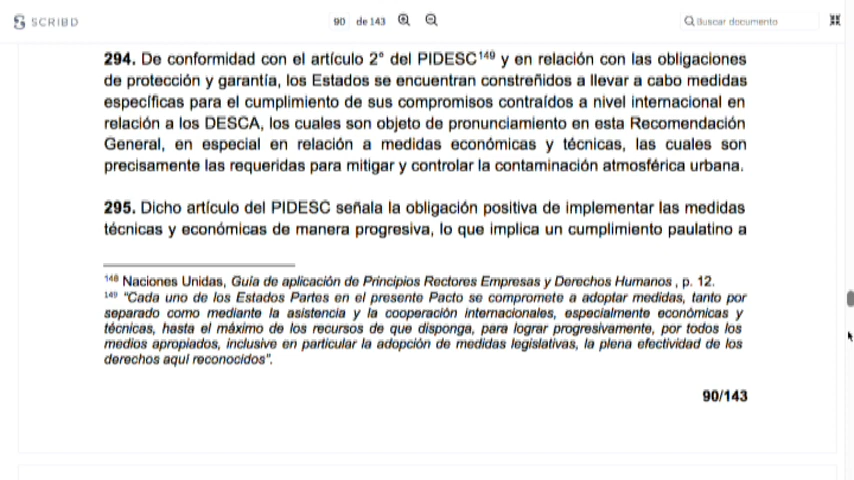 SCRIBD
90 de 143
Buscar documento
294. De conformidad con el artículo 2° del PIDESC¹⁴⁹ y en relación con las obligaciones
de protección y garantía, los Estados se encuentran constreñidos a llevar a cabo medidas
específicas para el cumplimiento de sus compromisos contraídos a nivel internacional en
relación a los DESCA, los cuales son objeto de pronunciamiento en esta Recomendación
General, en especial en relación a medidas económicas y técnicas, las cuales son
precisamente las requeridas para mitigar y controlar la contaminación atmosférica urbana.
295. Dicho artículo del PIDESC señala la obligación positiva de implementar las medidas
técnicas y económicas de manera progresiva, lo que implica un cumplimiento paulatino a
¹⁴⁸ Naciones Unidas, Guía de aplicación de Principios Rectores Empresas y Derechos Humanos , p. 12.
¹⁴⁹ "Cada uno de los Estados Partes en el presente Pacto se compromete a adoptar medidas, tanto por
separado como mediante la asistencia y la cooperación internacionales, especialmente económicas y
técnicas, hasta el máximo de los recursos de que disponga, para lograr progresivamente, por todos los
medios apropiados, inclusive en particular la adopción de medidas legislativas, la plena efectividad de los
derechos aquí reconocidos".
90/143